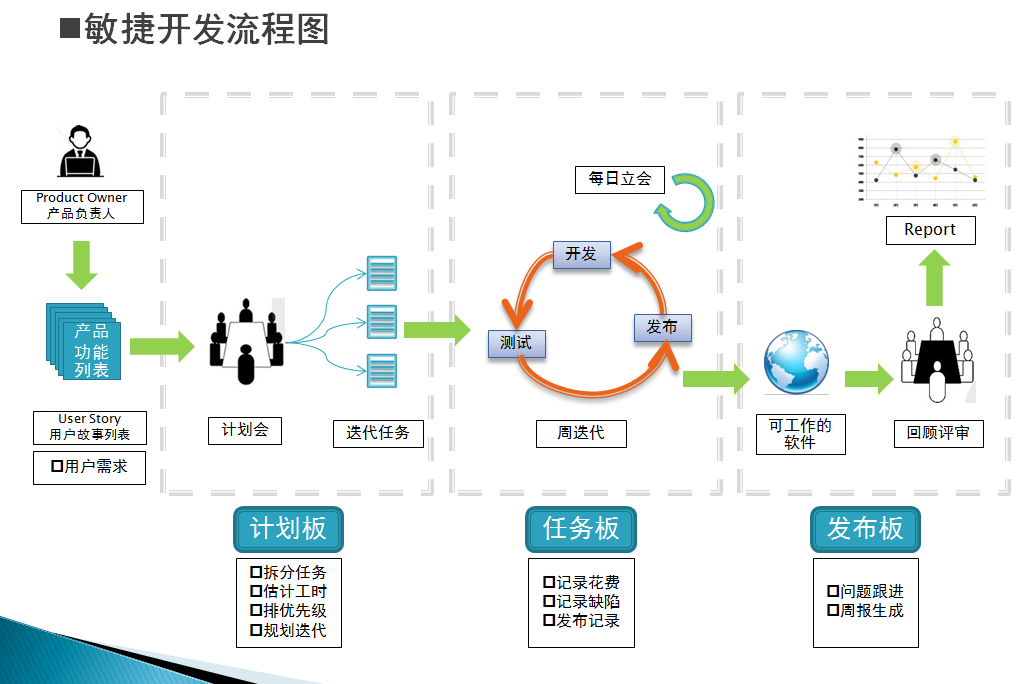 ■敏捷开发流程图
Product Owner
产品负责人
产品
功能
列表
User Story
用户故事列表
用户需求
计划会
迭代任务
计划板
拆分任务
估计工时
排优先级
规划迭代
每日立会
开发
测试
发布
周迭代
任务板
记录花费
记录缺陷
发布记录
Report
可工作的
软件
回顾评审
发布板
问题跟进
周报生成